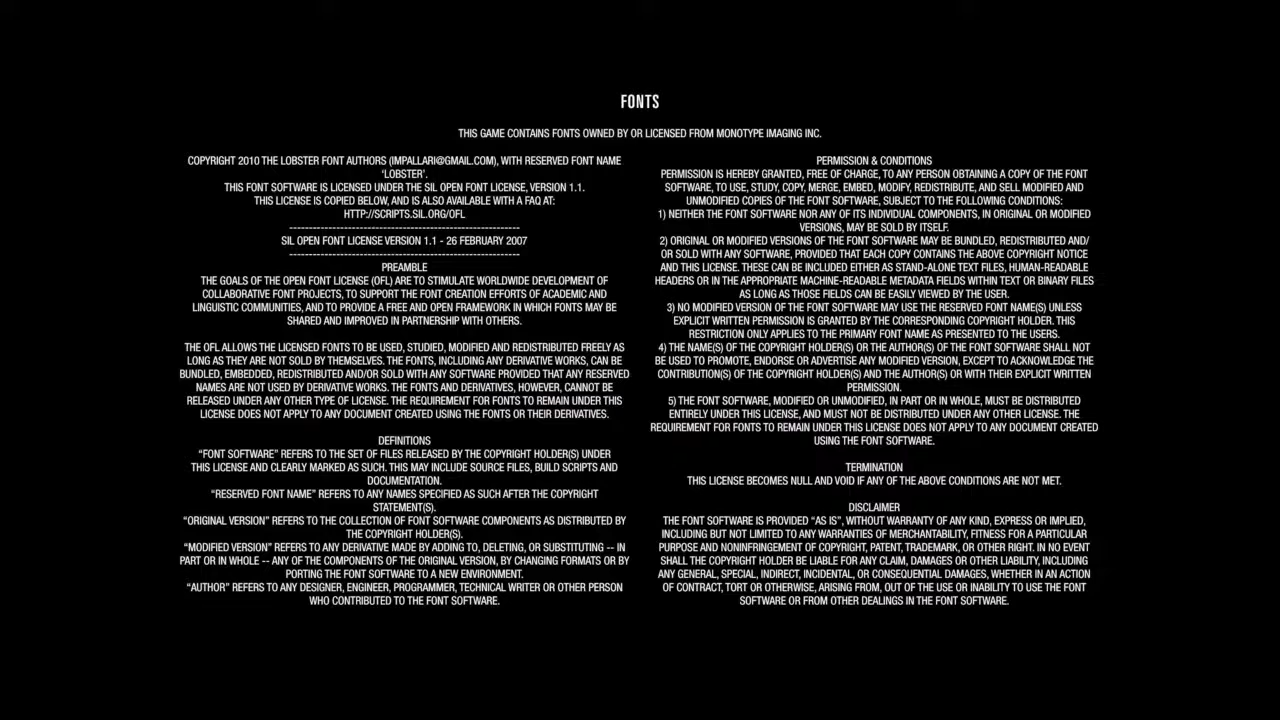 FONTS
THIS GAME CONTAINS FONTS OWNED BY OR LICENSED FROM MONOTYPE IMAGING INC.
COPYRIGHT 2010 THE LOBSTER FONT AUTHORS (IMPALLARI@GMAIL.COM), WITH RESERVED FONT NAME
‘LOBSTER’.
THIS FONT SOFTWARE IS LICENSED UNDER THE SIL OPEN FONT LICENSE, VERSION 1.1.
THIS LICENSE IS COPIED BELOW, AND IS ALSO AVAILABLE WITH A FAQ AT:
HTTP://SCRIPTS.SIL.ORG/OFL
-----------------------------------------------------------
SIL OPEN FONT LICENSE VERSION 1.1 - 26 FEBRUARY 2007
-----------------------------------------------------------
PREAMBLE
THE GOALS OF THE OPEN FONT LICENSE (OFL) ARE TO STIMULATE WORLDWIDE DEVELOPMENT OF
COLLABORATIVE FONT PROJECTS, TO SUPPORT THE FONT CREATION EFFORTS OF ACADEMIC AND
LINGUISTIC COMMUNITIES, AND TO PROVIDE A FREE AND OPEN FRAMEWORK IN WHICH FONTS MAY BE
SHARED AND IMPROVED IN PARTNERSHIP WITH OTHERS.
THE OFL ALLOWS THE LICENSED FONTS TO BE USED, STUDIED, MODIFIED AND REDISTRIBUTED FREELY AS
LONG AS THEY ARE NOT SOLD BY THEMSELVES. THE FONTS, INCLUDING ANY DERIVATIVE WORKS, CAN BE
BUNDLED, EMBEDDED, REDISTRIBUTED AND/OR SOLD WITH ANY SOFTWARE PROVIDED THAT ANY RESERVED
NAMES ARE NOT USED BY DERIVATIVE WORKS. THE FONTS AND DERIVATIVES, HOWEVER, CANNOT BE
RELEASED UNDER ANY OTHER TYPE OF LICENSE. THE REQUIREMENT FOR FONTS TO REMAIN UNDER THIS
LICENSE DOES NOT APPLY TO ANY DOCUMENT CREATED USING THE FONTS OR THEIR DERIVATIVES.
DEFINITIONS
“FONT SOFTWARE” REFERS TO THE SET OF FILES RELEASED BY THE COPYRIGHT HOLDER(S) UNDER
THIS LICENSE AND CLEARLY MARKED AS SUCH. THIS MAY INCLUDE SOURCE FILES, BUILD SCRIPTS AND
DOCUMENTATION.
“RESERVED FONT NAME” REFERS TO ANY NAMES SPECIFIED AS SUCH AFTER THE COPYRIGHT
STATEMENT(S).
“ORIGINAL VERSION” REFERS TO THE COLLECTION OF FONT SOFTWARE COMPONENTS AS DISTRIBUTED BY
THE COPYRIGHT HOLDER(S).
“MODIFIED VERSION” REFERS TO ANY DERIVATIVE MADE BY ADDING TO, DELETING, OR SUBSTITUTING -- IN
PART OR IN WHOLE -- ANY OF THE COMPONENTS OF THE ORIGINAL VERSION, BY CHANGING FORMATS OR BY
PORTING THE FONT SOFTWARE TO A NEW ENVIRONMENT.
“AUTHOR” REFERS TO ANY DESIGNER, ENGINEER, PROGRAMMER, TECHNICAL WRITER OR OTHER PERSON
WHO CONTRIBUTED TO THE FONT SOFTWARE.
PERMISSION & CONDITIONS
PERMISSION IS HEREBY GRANTED, FREE OF CHARGE, TO ANY PERSON OBTAINING A COPY OF THE FONT
SOFTWARE, TO USE, STUDY, COPY, MERGE, EMBED, MODIFY, REDISTRIBUTE, AND SELL MODIFIED AND
UNMODIFIED COPIES OF THE FONT SOFTWARE, SUBJECT TO THE FOLLOWING CONDITIONS:
1) NEITHER THE FONT SOFTWARE NOR ANY OF ITS INDIVIDUAL COMPONENTS, IN ORIGINAL OR MODIFIED
VERSIONS, MAY BE SOLD BY ITSELF.
2) ORIGINAL OR MODIFIED VERSIONS OF THE FONT SOFTWARE MAY BE BUNDLED, REDISTRIBUTED AND/
OR SOLD WITH ANY SOFTWARE, PROVIDED THAT EACH COPY CONTAINS THE ABOVE COPYRIGHT NOTICE
AND THIS LICENSE. THESE CAN BE INCLUDED EITHER AS STAND-ALONE TEXT FILES, HUMAN-READABLE
HEADERS OR IN THE APPROPRIATE MACHINE-READABLE METADATA FIELDS WITHIN TEXT OR BINARY FILES
AS LONG AS THOSE FIELDS CAN BE EASILY VIEWED BY THE USER.
3) NO MODIFIED VERSION OF THE FONT SOFTWARE MAY USE THE RESERVED FONT NAME(S) UNLESS
EXPLICIT WRITTEN PERMISSION IS GRANTED BY THE CORRESPONDING COPYRIGHT HOLDER. THIS
RESTRICTION ONLY APPLIES TO THE PRIMARY FONT NAME AS PRESENTED TO THE USERS.
4) THE NAME(S) OF THE COPYRIGHT HOLDER(S) OR THE AUTHOR(S) OF THE FONT SOFTWARE SHALL NOT
BE USED TO PROMOTE, ENDORSE OR ADVERTISE ANY MODIFIED VERSION, EXCEPT TO ACKNOWLEDGE THE
CONTRIBUTION(S) OF THE COPYRIGHT HOLDER(S) AND THE AUTHOR(S) OR WITH THEIR EXPLICIT WRITTEN
PERMISSION.
5) THE FONT SOFTWARE, MODIFIED OR UNMODIFIED, IN PART OR IN WHOLE, MUST BE DISTRIBUTED
ENTIRELY UNDER THIS LICENSE, AND MUST NOT BE DISTRIBUTED UNDER ANY OTHER LICENSE. THE
REQUIREMENT FOR FONTS TO REMAIN UNDER THIS LICENSE DOES NOT APPLY TO ANY DOCUMENT CREATED
USING THE FONT SOFTWARE.
TERMINATION
THIS LICENSE BECOMES NULL AND VOID IF ANY OF THE ABOVE CONDITIONS ARE NOT MET.
DISCLAIMER
THE FONT SOFTWARE IS PROVIDED “AS IS”, WITHOUT WARRANTY OF ANY KIND, EXPRESS OR IMPLIED,
INCLUDING BUT NOT LIMITED TO ANY WARRANTIES OF MERCHANTABILITY, FITNESS FOR A PARTICULAR
PURPOSE AND NONINFRINGEMENT OF COPYRIGHT, PATENT, TRADEMARK, OR OTHER RIGHT. IN NO EVENT
SHALL THE COPYRIGHT HOLDER BE LIABLE FOR ANY CLAIM, DAMAGES OR OTHER LIABILITY, INCLUDING
ANY GENERAL, SPECIAL, INDIRECT, INCIDENTAL, OR CONSEQUENTIAL DAMAGES, WHETHER IN AN ACTION
OF CONTRACT, TORT OR OTHERWISE, ARISING FROM, OUT OF THE USE OR INABILITY TO USE THE FONT
SOFTWARE OR FROM OTHER DEALINGS IN THE FONT SOFTWARE.